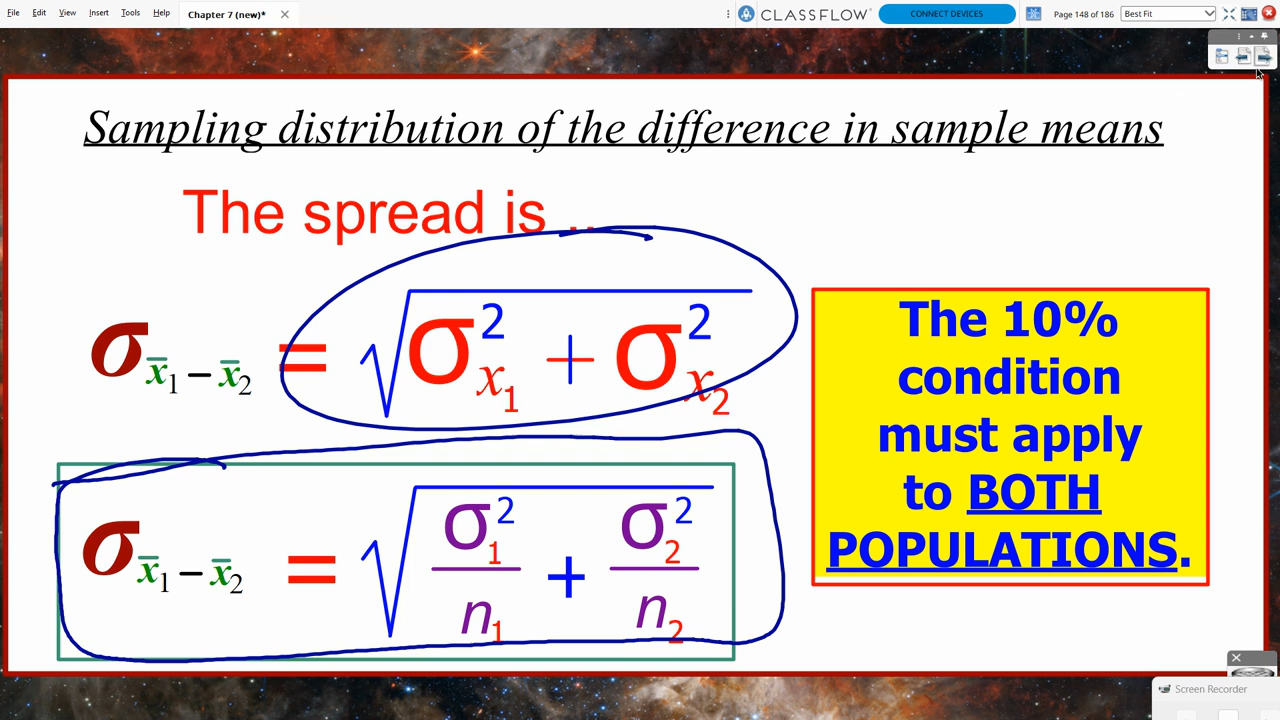 File Edit View Insert Tools Help Chapter 7 (new)* CLASSFLOW CONNECT DEVICES Page 148 of 186 Best Fit
Sampling distribution of the difference in sample means
The spread is ...
σx̅₁ − x̅₂ = √σ²x₁ + σ²x₂
σx̅₁ − x̅₂ = √σ₁²/n₁ + σ₂²/n₂
The 10%
condition
must apply
to BOTH
POPULATIONS.
Screen Recorder